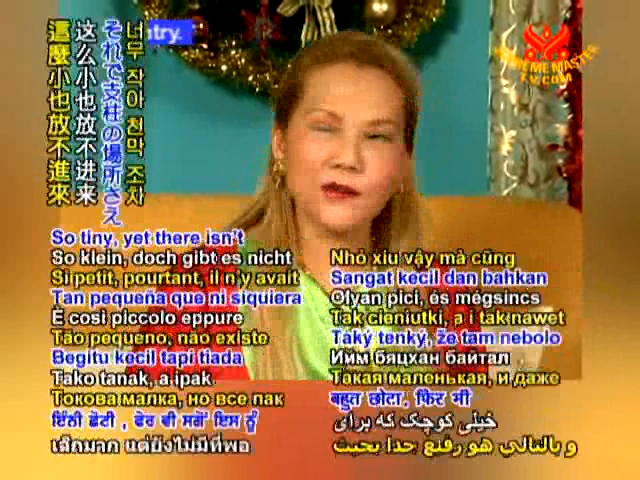 ntry.
SUPREME MASTER
TV.COM
너무 작아 천막 조차
それで支柱の場所さえ
这么小也放不进来
這麼小也放不進來
So tiny, yet there isn't
So klein, doch gibt es nicht
Si petit, pourtant, il n'y avait
Tan pequeña que ni siquiera
È così piccolo eppure
Tão pequeno, não existe
Begitu kecil tapi tiada
Tako tanak, a ipak
Токова малка, но все пак
ਇੰਨੀ ਛੋਟੀ , ਫੇਰ ਵੀ ਸਗੋਂ ਇਸ ਨੂੰ
เล็กมาก แต่ยังไม่มีที่พอ
Nhỏ xíu vậy mà cũng
Sangat kecil dan bahkan
Olyan pici, és mégsincs
Tak cieniutki, a i tak nawet
Taký tenký, že tam nebolo
Ийм бяцхан байтал
Такая маленькая, и даже
बहुत छोटा, फिर भी
خیلی کوچک که برای
و بالتالي هو رفيع جدا بحيث